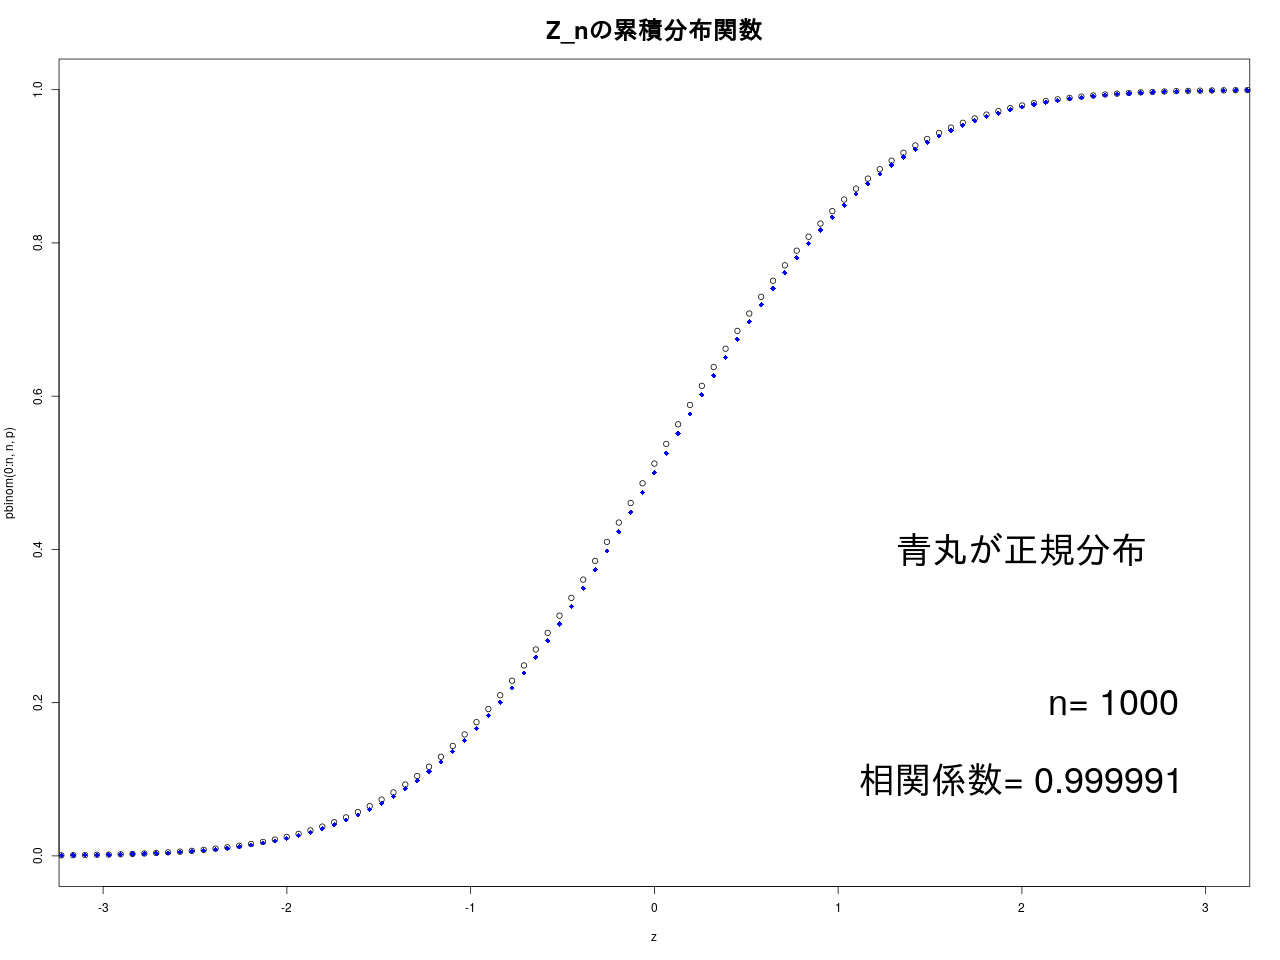 Z_nの累積分布関数
1.0
0.8
0.6
0.4
0.2
0.0
pbinom(0:n, n, p)
青丸が正規分布
n= 1000
相関係数= 0.999991
-3 -2 -1 0 1 2 3
z